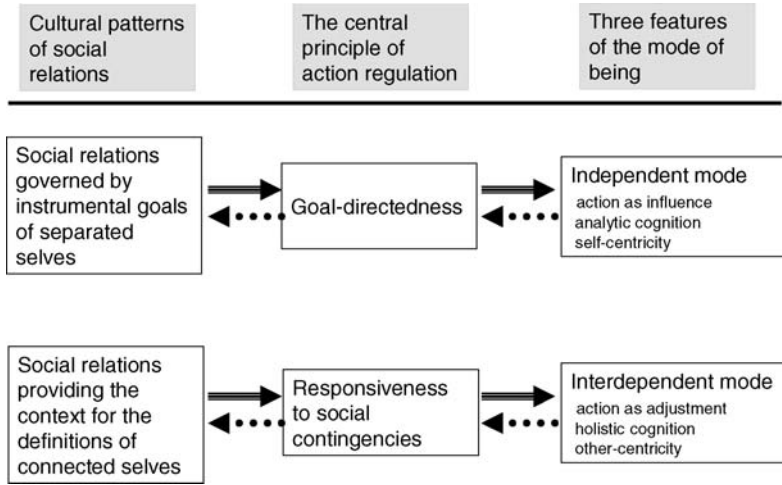 Cultural patterns
of social
relations
The central
principle of
action regulation
Three features
of the mode of
being
Social relations
governed by
instrumental goals
of separated
selves
Goal-directedness
Independent mode
action as influence
analytic cognition
self-centricity
Social relations
providing the
context for the
definitions of
connected selves
Responsiveness
to social
contingencies
Interdependent mode
action as adjustment
holistic cognition
other-centricity